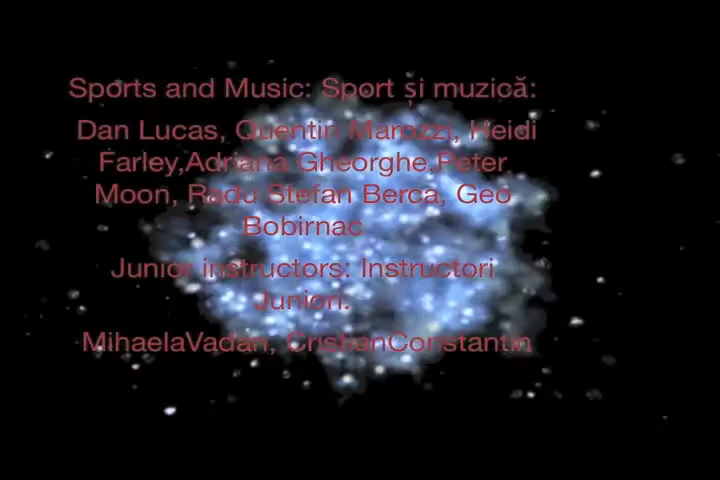 Sports and Music: Sport și muzică:
Dan Lucas, Quentin Marozzi, Heidi
Farley,Adriana Gheorghe,Peter
Moon, Radu Stefan Berca, Geo
Bobirnac
Junior instructors: Instructori
Juniori:
MihaelaVadan, CristianConstantin